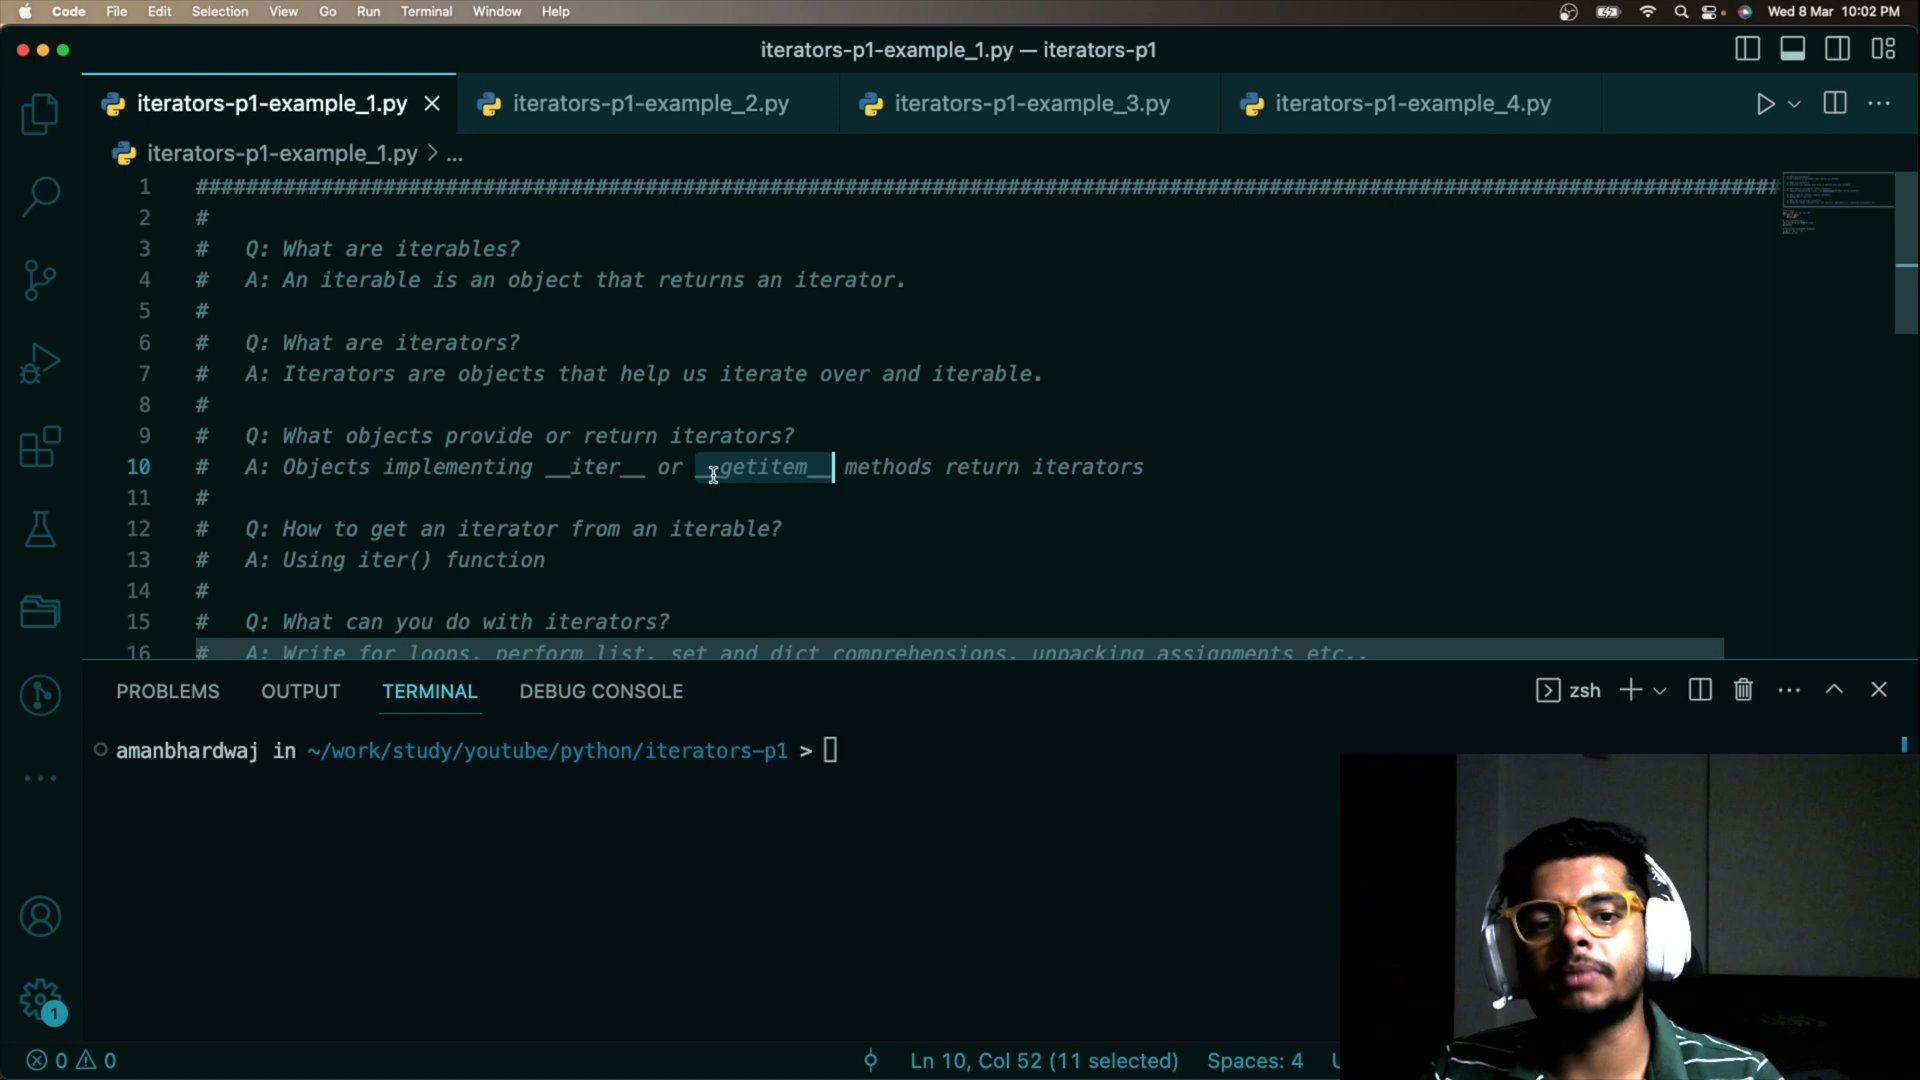 Code File Edit Selection View Go Run Terminal Window Help Wed 8 Mar 10:02 PM
iterators-p1-example_1.py — iterators-p1
iterators-p1-example_1.py iterators-p1-example_2.py iterators-p1-example_3.py iterators-p1-example_4.py
iterators-p1-example_1.py > ...
1 ################################################################################################################################
2 #
3 # Q: What are iterables?
4 # A: An iterable is an object that returns an iterator.
5 #
6 # Q: What are iterators?
7 # A: Iterators are objects that help us iterate over and iterable.
8 #
9 # Q: What objects provide or return iterators?
10 # A: Objects implementing __iter__ or __getitem__ methods return iterators
11 #
12 # Q: How to get an iterator from an iterable?
13 # A: Using iter() function
14 #
15 # Q: What can you do with iterators?
16 # A: Write for loops, perform list, set and dict comprehensions, unpacking assignments etc..
PROBLEMS OUTPUT TERMINAL DEBUG CONSOLE zsh
amanbhardwaj in ~/work/study/youtube/python/iterators-p1 >
1
0 0 Ln 10, Col 52 (11 selected) Spaces: 4